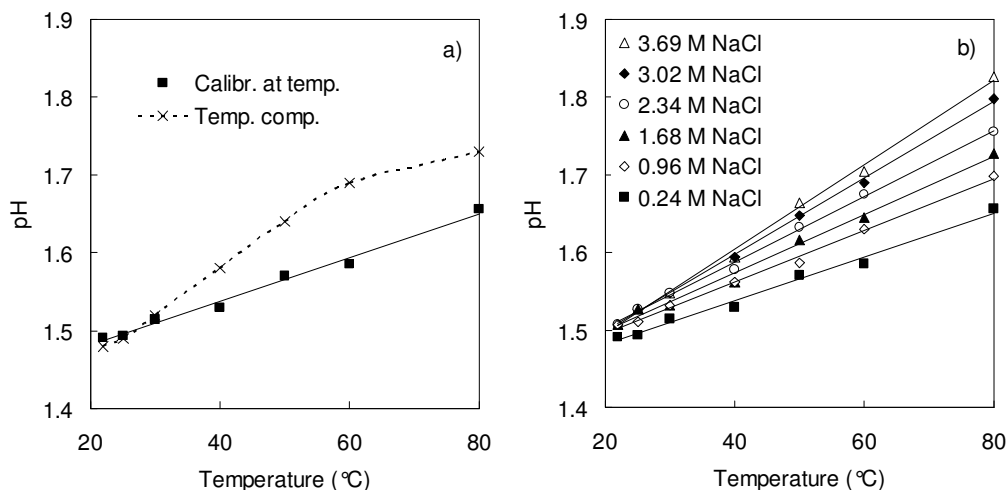 a)
Calibr. at temp.
Temp. comp.
pH
1.9
1.8
1.7
1.6
1.5
1.4
20 40 60 80
Temperature (°C)
b)
3.69 M NaCl
3.02 M NaCl
2.34 M NaCl
1.68 M NaCl
0.96 M NaCl
0.24 M NaCl
pH
1.9
1.8
1.7
1.6
1.5
1.4
20 40 60 80
Temperature (°C)